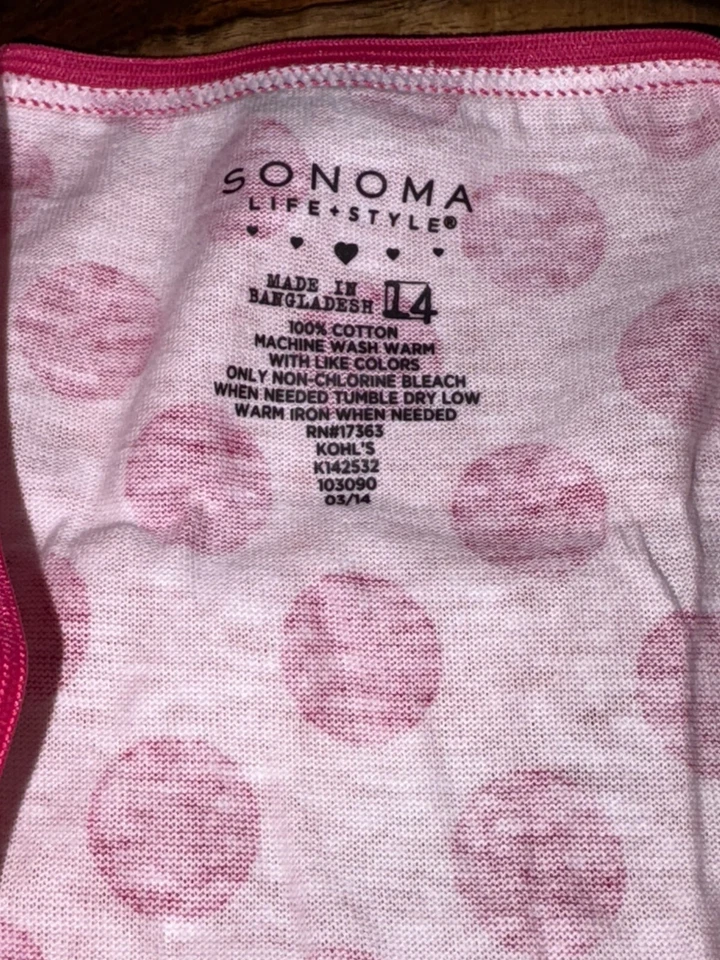 SONOMA
LIFE+STYLE®
MADE IN
BANGLADESH 14
100% COTTON
MACHINE WASH WARM
WITH LIKE COLORS
ONLY NON-CHLORINE BLEACH
WHEN NEEDED TUMBLE DRY LOW
WARM IRON WHEN NEEDED
RN#17363
KOHL'S
K142532
103090
03/14